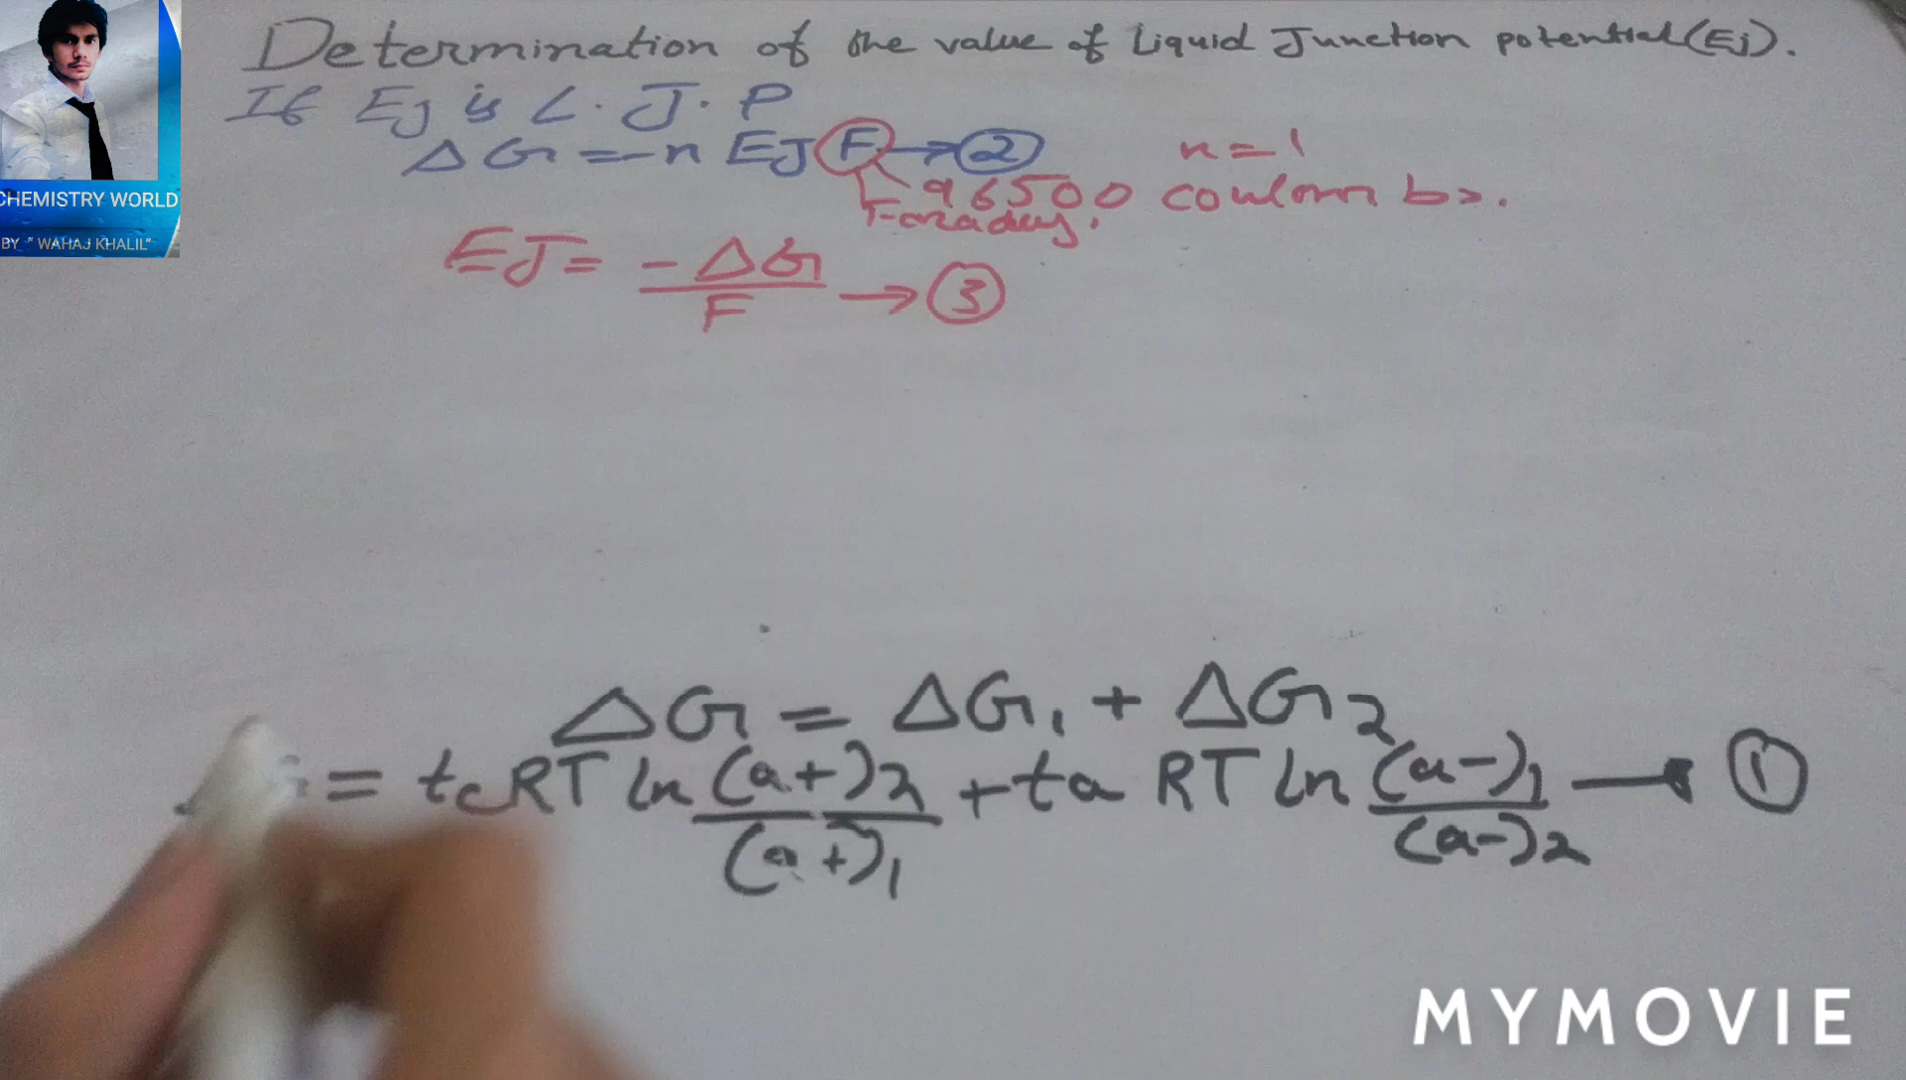 Determination of the value of Liquid Junction potential (Ej).
If EJ is L. J. P
ΔG = -n EJ F → ② n = 1
96500 coulombs.
Faraday.
EJ = -ΔG / F → ③
ΔG = ΔG1 + ΔG2
= tc RT ln (a+)2 / (a+)1 + ta RT ln (a-)1 / (a-)2 → ①
CHEMISTRY WORLD
BY " WAHAJ KHALIL"
MYMOVIE